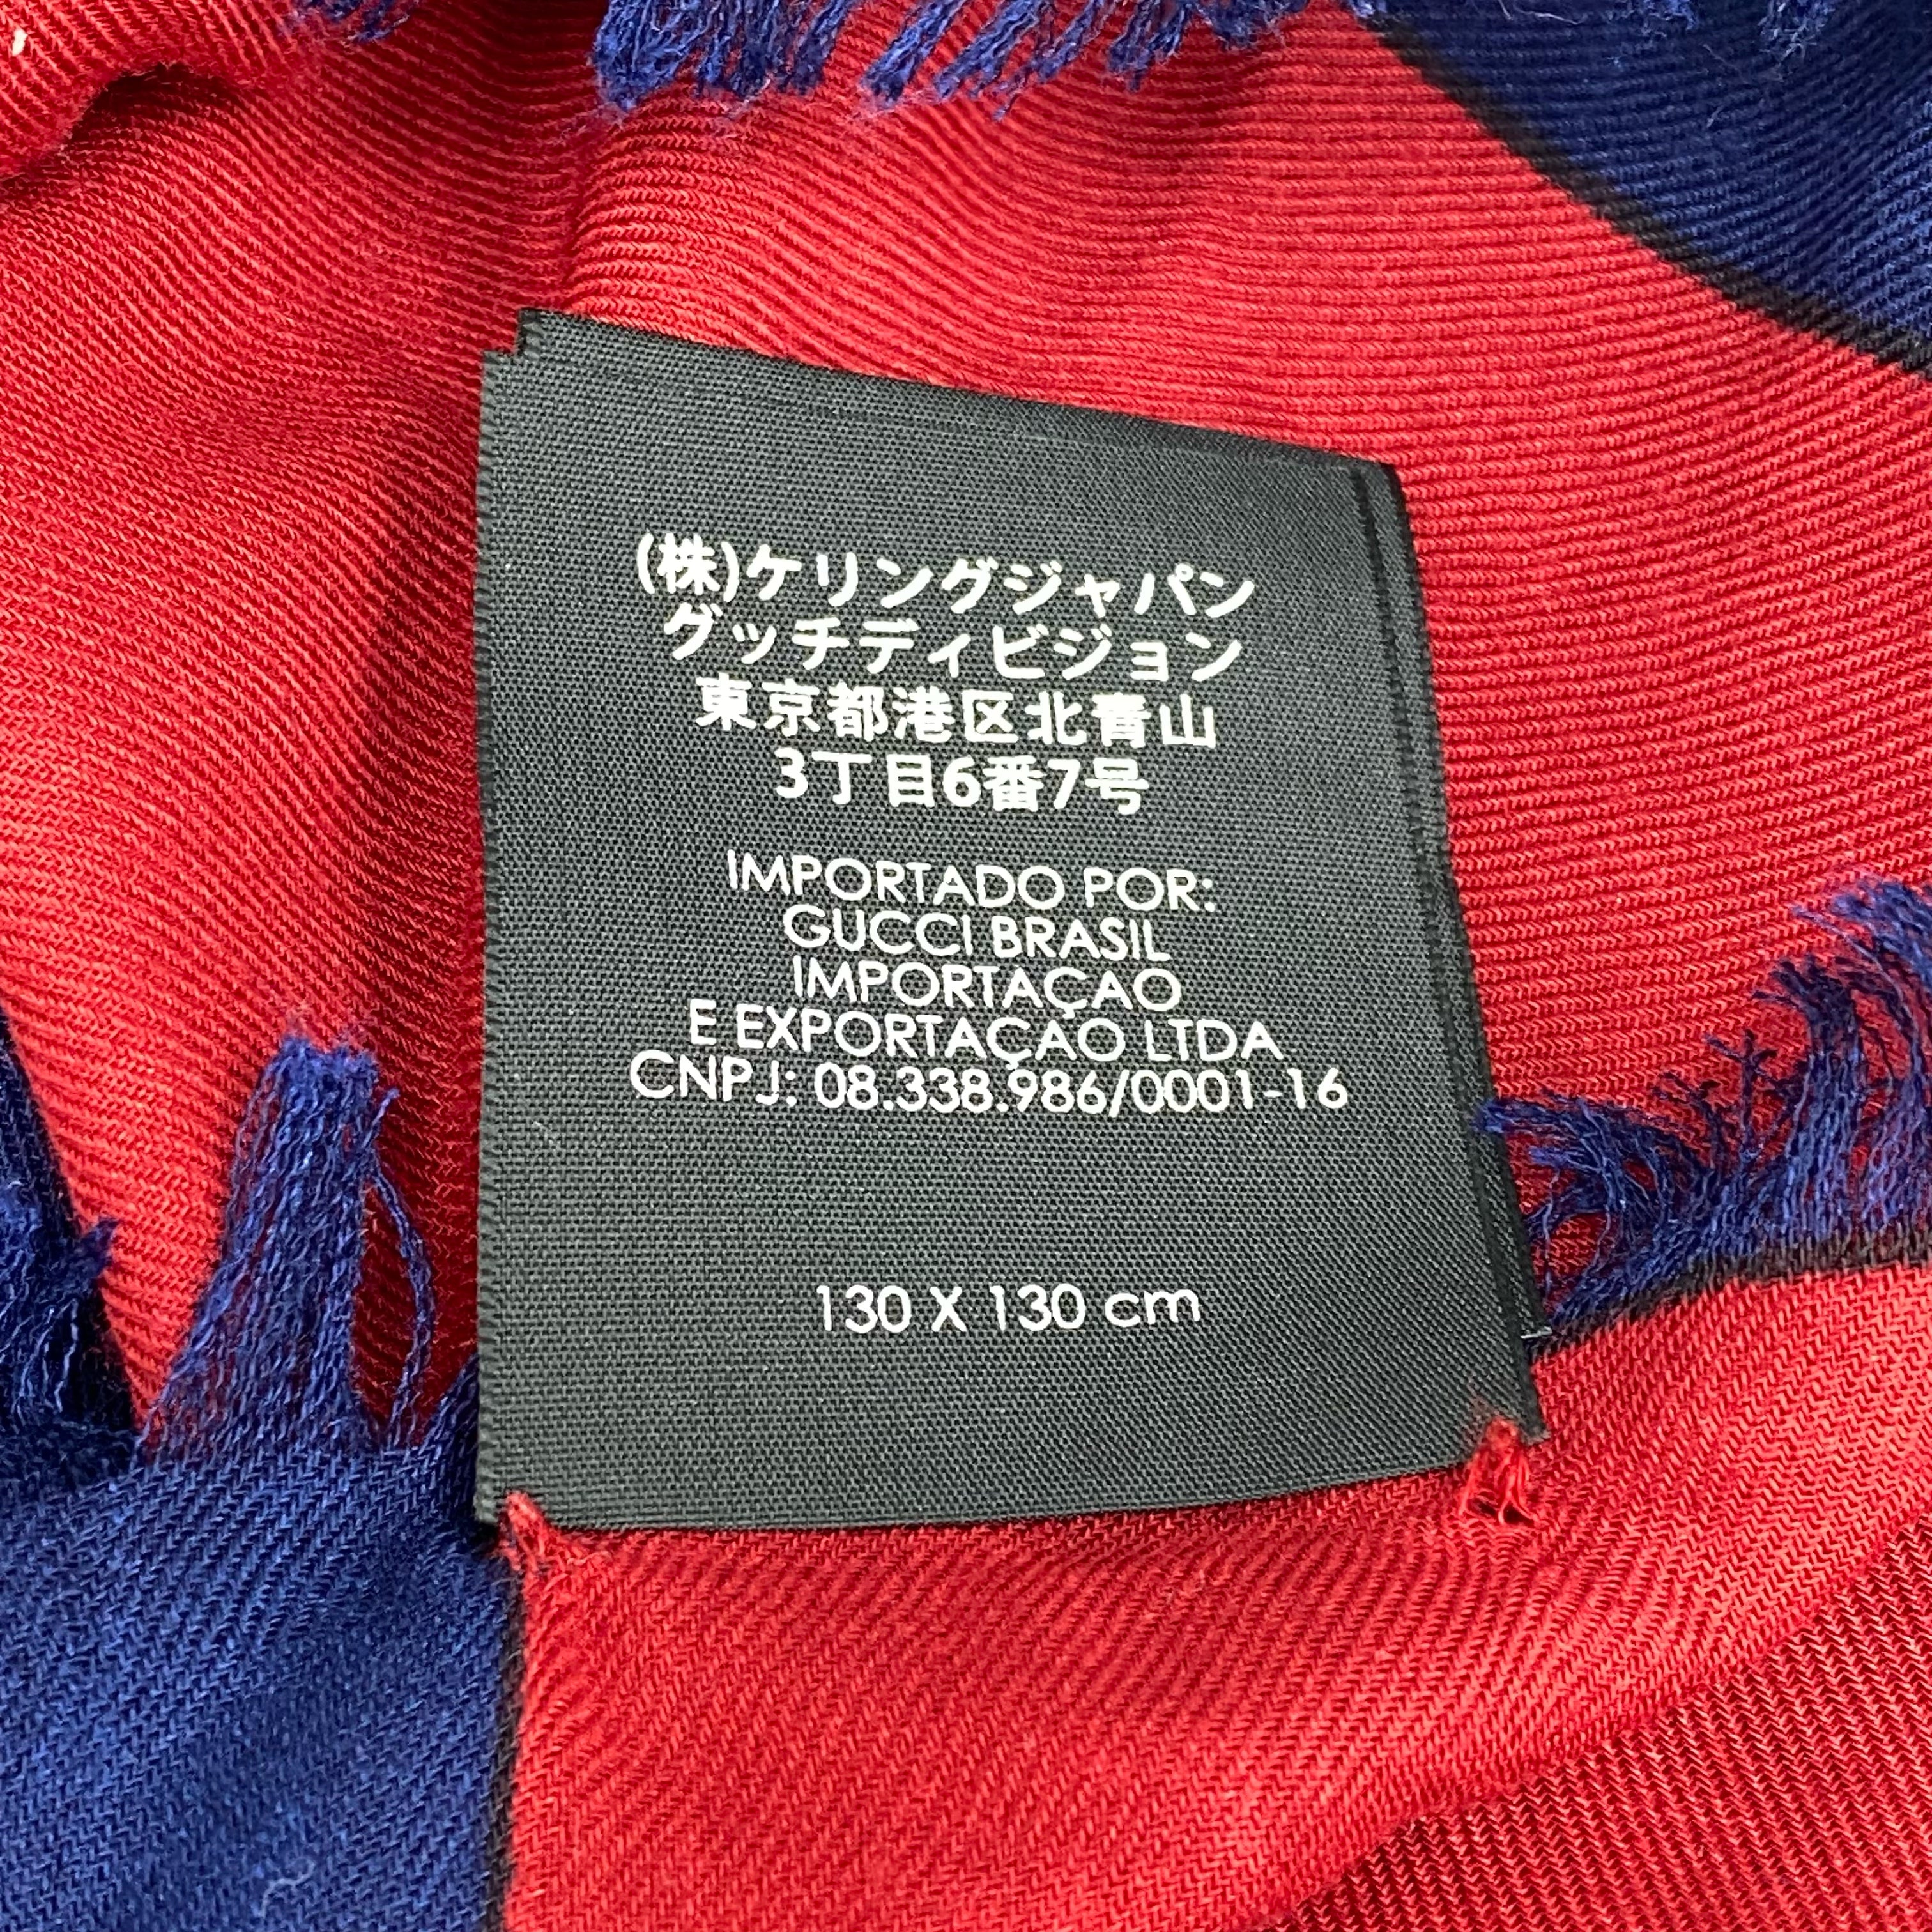 (株)ケリングジャパン
グッチディビジョン
東京都港区北青山
3丁目6番7号
IMPORTADO POR:
GUCCI BRASIL
IMPORTAÇAO
E EXPORTAÇAO LTDA
CNPJ: 08.338.986/0001-16
130 X 130 cm